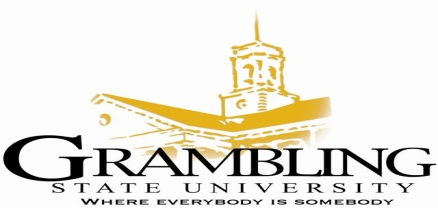 GRAMBLING
STATE UNIVERSITY
WHERE EVERYBODY IS SOMEBODY